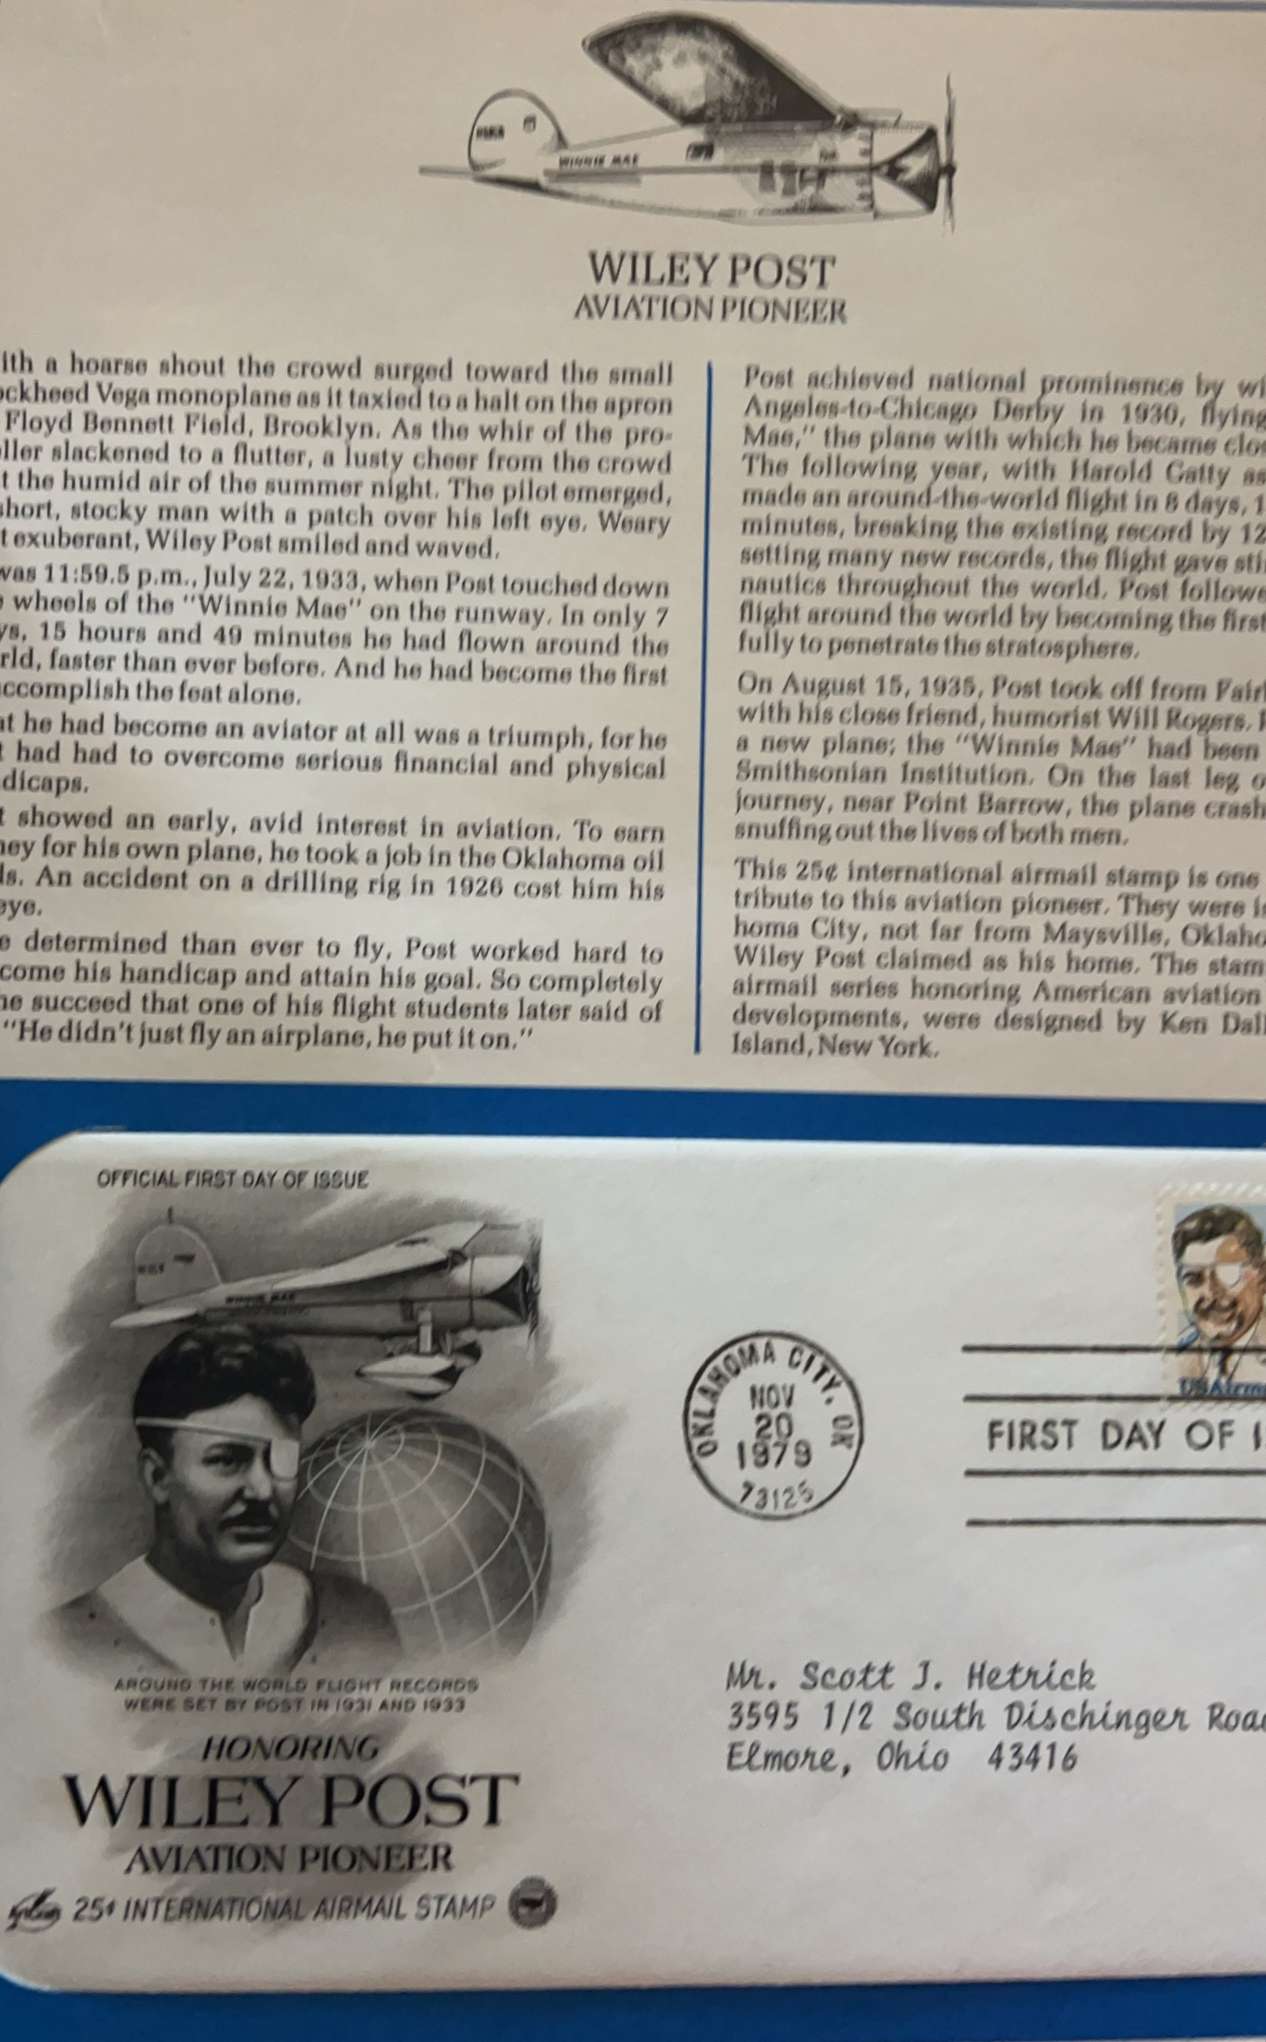 WINNIE MAE
WILEY POST
AVIATION PIONEER
ith a hoarse shout the crowd surged toward the small
ockheed Vega monoplane as it taxied to a halt on the apron
Floyd Bennett Field, Brooklyn. As the whir of the pro-
eller slackened to a flutter, a lusty cheer from the crowd
t the humid air of the summer night. The pilot emerged,
short, stocky man with a patch over his left eye. Weary
t exuberant, Wiley Post smiled and waved.
was 11:59.5 p.m., July 22, 1933, when Post touched down
e wheels of the "Winnie Mae" on the runway. In only 7
ys, 15 hours and 49 minutes he had flown around the
rld, faster than ever before. And he had become the first
accomplish the feat alone.
at he had become an aviator at all was a triumph, for he
t had had to overcome serious financial and physical
dicaps.
t showed an early, avid interest in aviation. To earn
ney for his own plane, he took a job in the Oklahoma oil
ds. An accident on a drilling rig in 1926 cost him his
eye.
e determined than ever to fly, Post worked hard to
come his handicap and attain his goal. So completely
he succeed that one of his flight students later said of
"He didn't just fly an airplane, he put it on."
Post achieved national prominence by wi
Angeles-to-Chicago Derby in 1930, flying
Mae," the plane with which he became clos
The following year, with Harold Gatty as
made an around-the-world flight in 8 days, 1
minutes, breaking the existing record by 12
setting many new records, the flight gave sti
nautics throughout the world. Post followe
flight around the world by becoming the first
fully to penetrate the stratosphere.
On August 15, 1935, Post took off from Fair
with his close friend, humorist Will Rogers.
a new plane; the "Winnie Mae" had been
Smithsonian Institution. On the last leg o
journey, near Point Barrow, the plane crash
snuffing out the lives of both men.
This 25¢ international airmail stamp is one
tribute to this aviation pioneer. They were is
homa City, not far from Maysville, Oklaho
Wiley Post claimed as his home. The stam
airmail series honoring American aviation
developments, were designed by Ken Dall
Island, New York.
OFFICIAL FIRST DAY OF ISSUE
WINNIE MAE
OKLAHOMA CITY, OK
NOV
20
1979
73125
USAirm
FIRST DAY OF I
AROUND THE WORLD FLIGHT RECORDS
WERE SET BY POST IN 1931 AND 1933
HONORING
WILEY POST
AVIATION PIONEER
25¢ INTERNATIONAL AIRMAIL STAMP
Mr. Scott J. Hetrick
3595 1/2 South Dischinger Road
Elmore, Ohio 43416